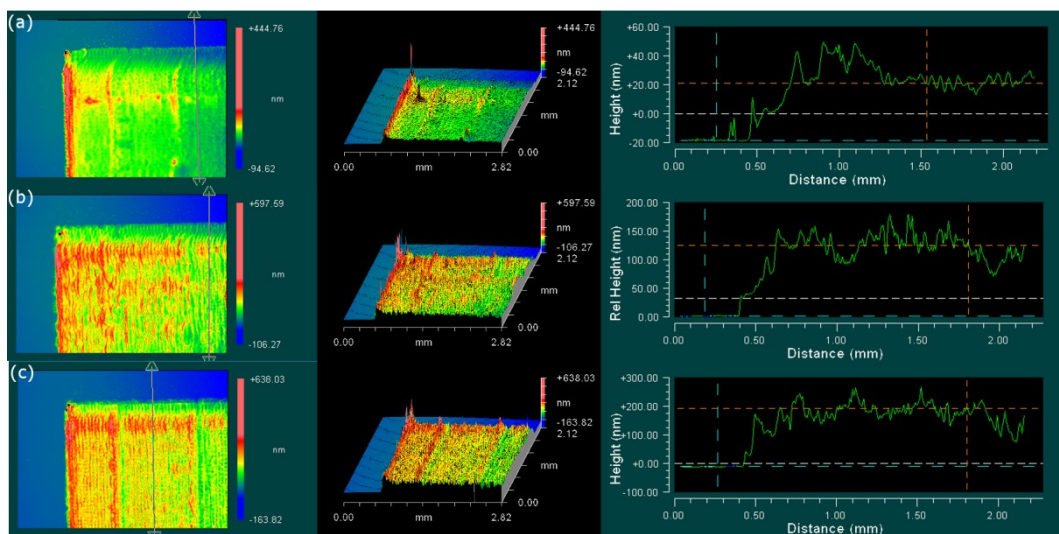 (a)
+444.76
nm
-94.62
+444.76
nm
-94.62
2.12
mm
0.00
0.00
mm
2.82
Height (nm)
+60.00
+40.00
+20.00
+0.00
-20.00
0.00 0.50 1.00 1.50 2.00
Distance (mm)
(b)
+597.59
nm
-106.27
+597.59
nm
-106.27
2.12
mm
0.00
0.00
mm
2.82
Rel Height (nm)
200.00
150.00
100.00
50.00
0.00
0.00 0.50 1.00 1.50 2.00
Distance (mm)
(c)
+638.03
nm
-163.82
+638.03
nm
-163.82
2.12
mm
0.00
0.00
mm
2.82
Height (nm)
+300.00
+200.00
+100.00
+0.00
-100.00
0.00 0.50 1.00 1.50 2.00
Distance (mm)